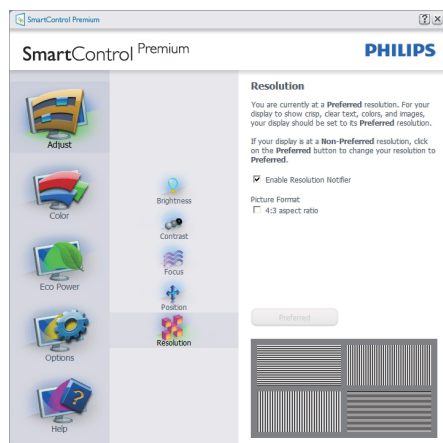 SmartControl Premium
SmartControl Premium
PHILIPS
Adjust
Color
Eco Power
Options
Help
Brightness
Contrast
Focus
Position
Resolution
Resolution
You are currently at a Preferred resolution. For your
display to show crisp, clear text, colors, and images,
your display should be set to its Preferred resolution.
If your display is at a Non-Preferred resolution, click
on the Preferred button to change your resolution to
Preferred.
Enable Resolution Notifier
Picture Format
4:3 aspect ratio
Preferred